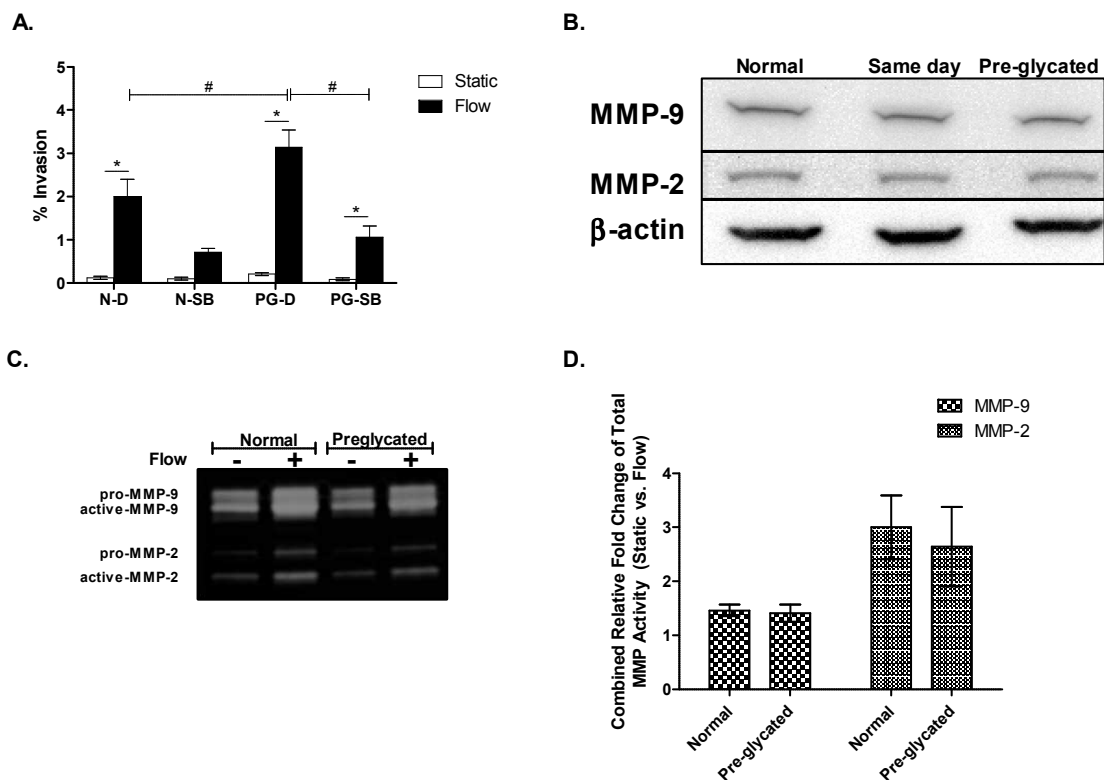 A.
% Invasion
5
4
3
2
1
0
N-D
N-SB
PG-D
PG-SB
#
#
*
*
*
Static
Flow
B.
Normal Same day Pre-glycated
MMP-9
MMP-2
β-actin
C.
Normal Preglycated
Flow - + - +
pro-MMP-9
active-MMP-9
pro-MMP-2
active-MMP-2
D.
Combined Relative Fold Change of Total
MMP Activity (Static vs. Flow)
MMP-9
MMP-2
4
3
2
1
0
Normal
Pre-glycated
Normal
Pre-glycated